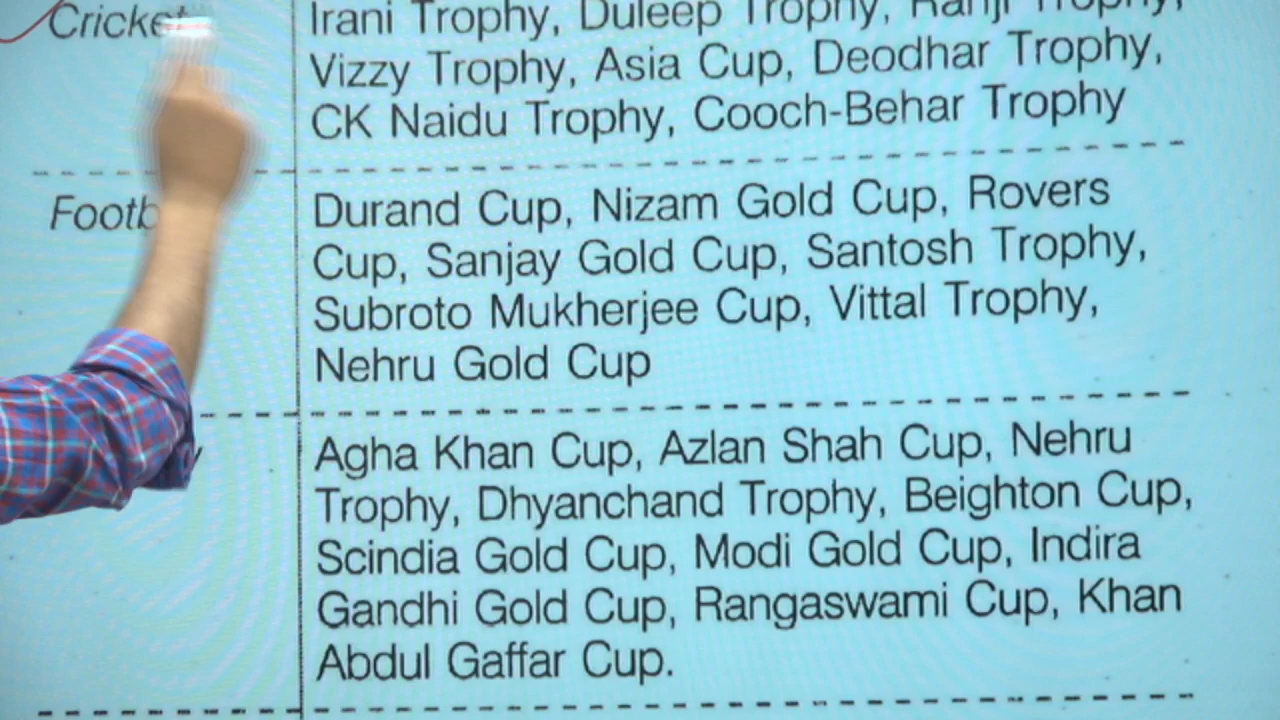 Cricket
Irani Trophy, Duleep Trophy, Ranji Trophy,
Vizzy Trophy, Asia Cup, Deodhar Trophy,
CK Naidu Trophy, Cooch-Behar Trophy
Footb
Durand Cup, Nizam Gold Cup, Rovers
Cup, Sanjay Gold Cup, Santosh Trophy,
Subroto Mukherjee Cup, Vittal Trophy,
Nehru Gold Cup
Agha Khan Cup, Azlan Shah Cup, Nehru
Trophy, Dhyanchand Trophy, Beighton Cup,
Scindia Gold Cup, Modi Gold Cup, Indira
Gandhi Gold Cup, Rangaswami Cup, Khan
Abdul Gaffar Cup.